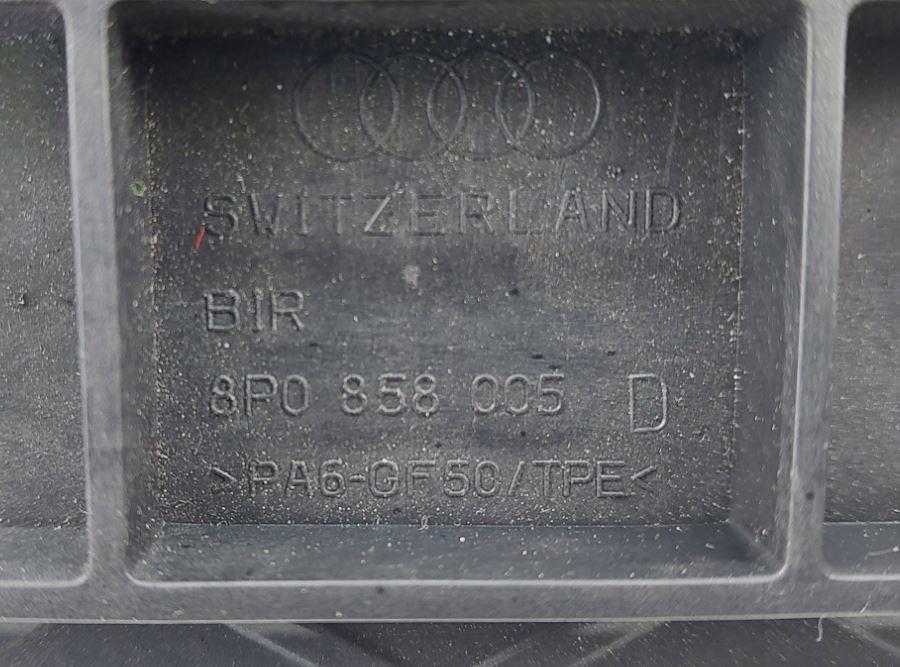 SWITZERLAND
BIR
8P0 858 005 D
>PA6-GF50/TPE<